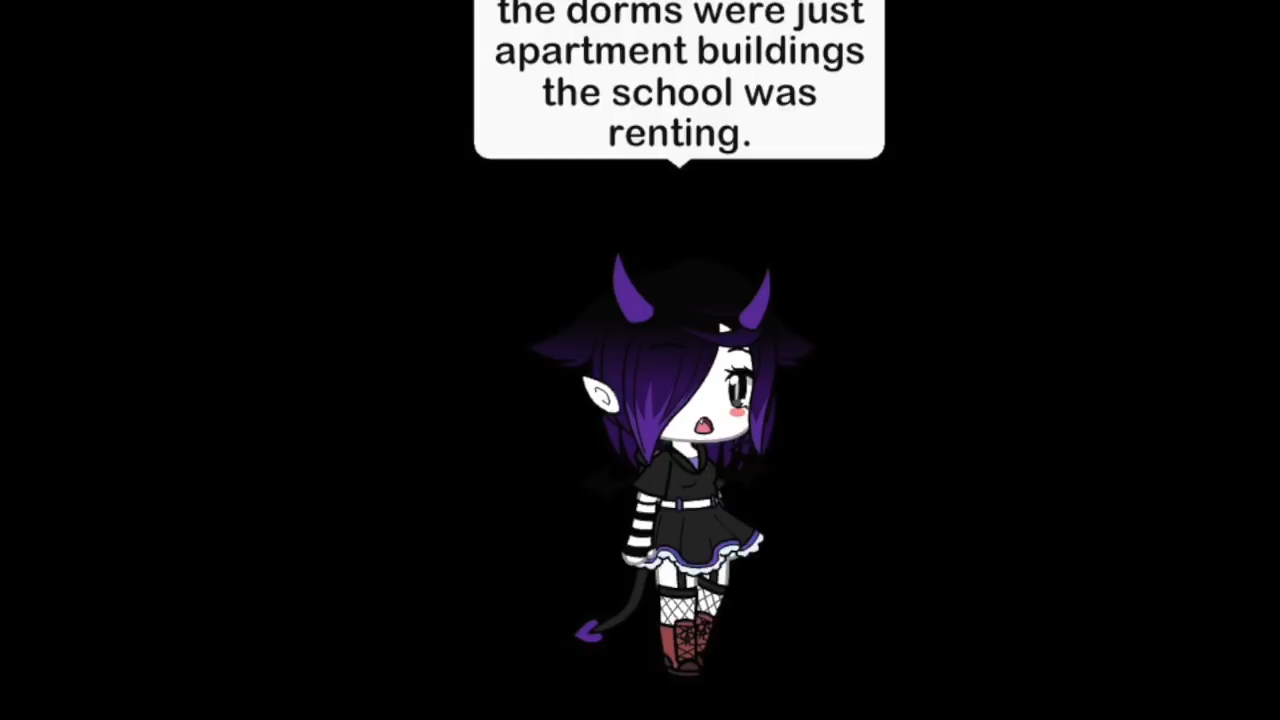 the dorms were just
apartment buildings
the school was
renting.